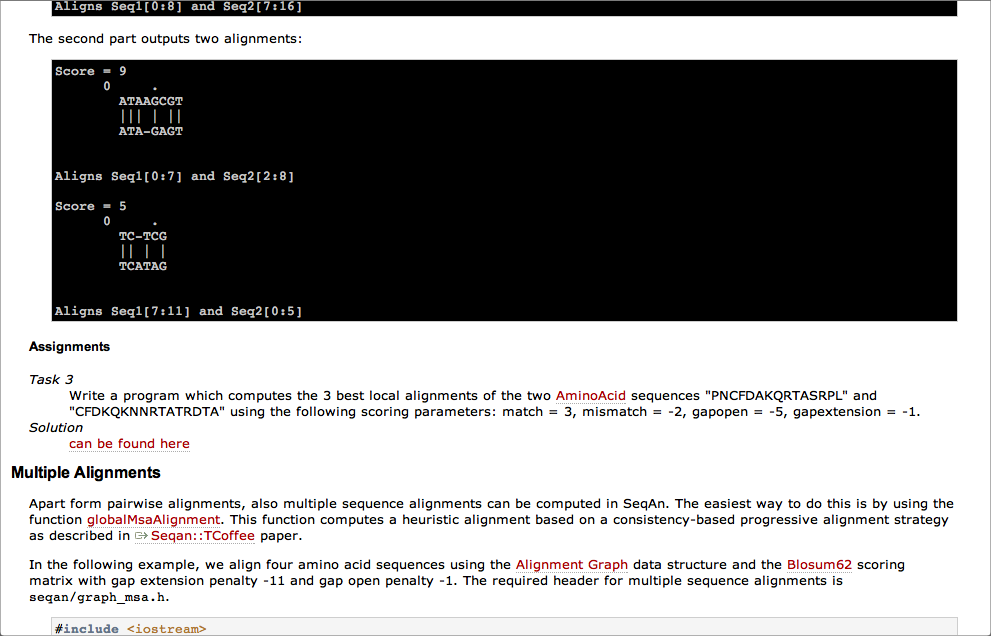 Aligns Seq1[0:8] and Seq2[7:16]
The second part outputs two alignments:
Score = 9
0     .
ATAAGCGT
||| | ||
ATA-GAGT
Aligns Seq1[0:7] and Seq2[2:8]
Score = 5
0     .
TC-TCG
|| | |
TCATAG
Aligns Seq1[7:11] and Seq2[0:5]
Assignments
Task 3
Write a program which computes the 3 best local alignments of the two AminoAcid sequences "PNCFDAKQRTASRPL" and
"CFDKQKNNRTATRDTA" using the following scoring parameters: match = 3, mismatch = -2, gapopen = -5, gapextension = -1.
Solution
can be found here
Multiple Alignments
Apart form pairwise alignments, also multiple sequence alignments can be computed in SeqAn. The easiest way to do this is by using the
function globalMsaAlignment. This function computes a heuristic alignment based on a consistency-based progressive alignment strategy
as described in Seqan::TCoffee paper.
In the following example, we align four amino acid sequences using the Alignment Graph data structure and the Blosum62 scoring
matrix with gap extension penalty -11 and gap open penalty -1. The required header for multiple sequence alignments is
seqan/graph_msa.h.
#include <iostream>